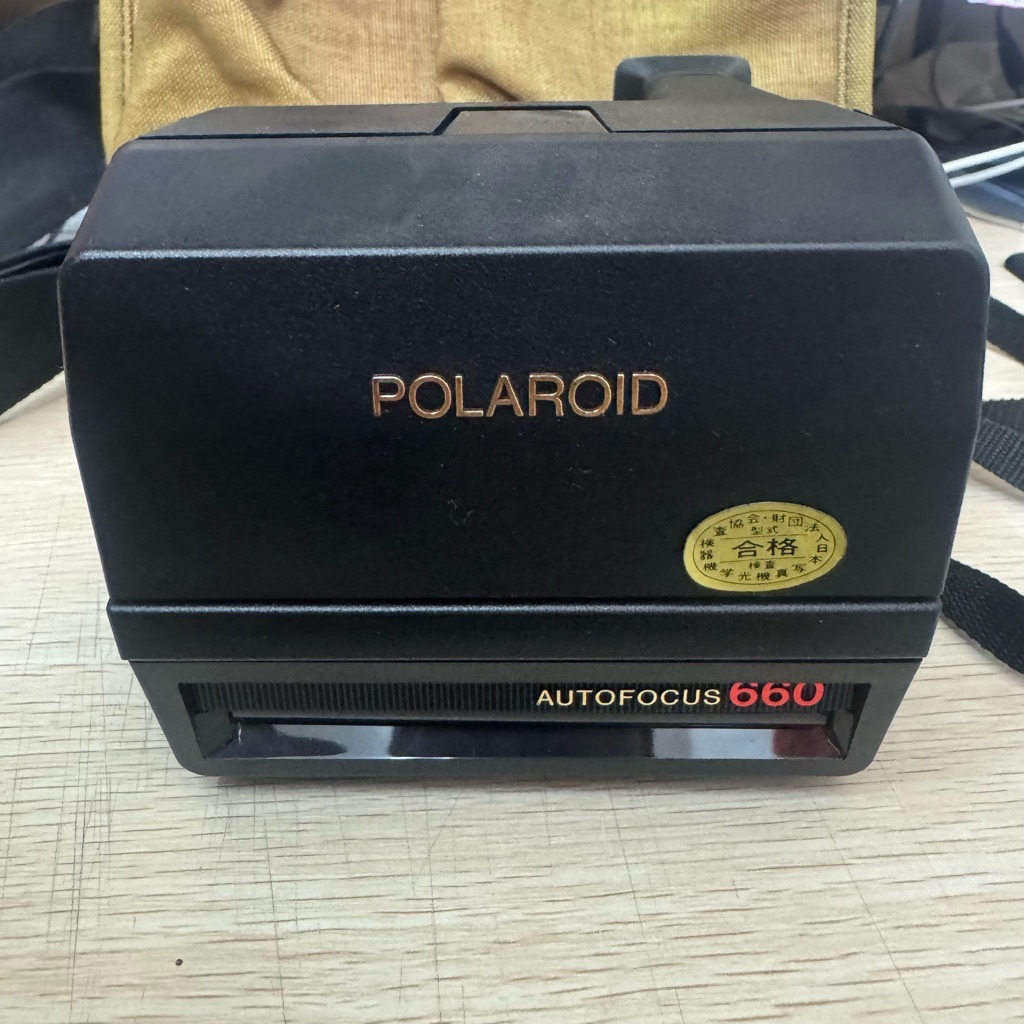 POLAROID
財団法人日本写真機光学機器検査協会・
型式
合格
検査
AUTOFOCUS 660